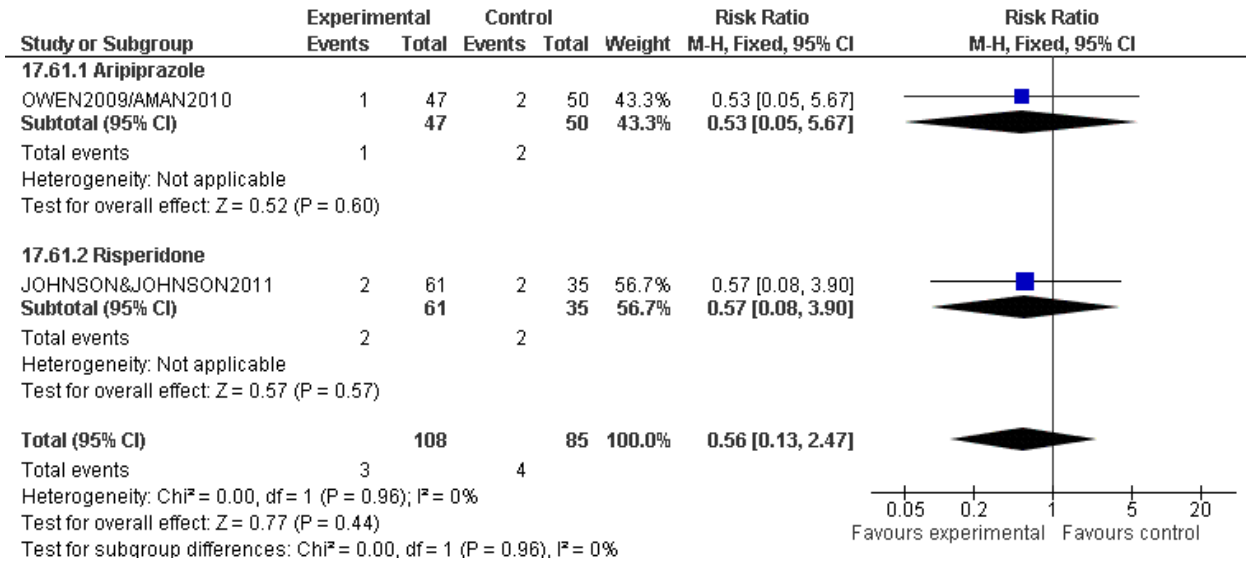 Experimental Control Risk Ratio Risk Ratio
Study or Subgroup Events Total Events Total Weight M-H, Fixed, 95% CI M-H, Fixed, 95% CI
17.61.1 Aripiprazole
OWEN2009/AMAN2010 1 47 2 50 43.3% 0.53 [0.05, 5.67]
Subtotal (95% CI) 47 50 43.3% 0.53 [0.05, 5.67]
Total events 1 2
Heterogeneity: Not applicable
Test for overall effect: Z = 0.52 (P = 0.60)
17.61.2 Risperidone
JOHNSON&JOHNSON2011 2 61 2 35 56.7% 0.57 [0.08, 3.90]
Subtotal (95% CI) 61 35 56.7% 0.57 [0.08, 3.90]
Total events 2 2
Heterogeneity: Not applicable
Test for overall effect: Z = 0.57 (P = 0.57)
Total (95% CI) 108 85 100.0% 0.56 [0.13, 2.47]
Total events 3 4
Heterogeneity: Chi² = 0.00, df = 1 (P = 0.96); I² = 0%
Test for overall effect: Z = 0.77 (P = 0.44)
Test for subgroup differences: Chi² = 0.00, df = 1 (P = 0.96), I² = 0%
0.05 0.2 1 5 20
Favours experimental Favours control